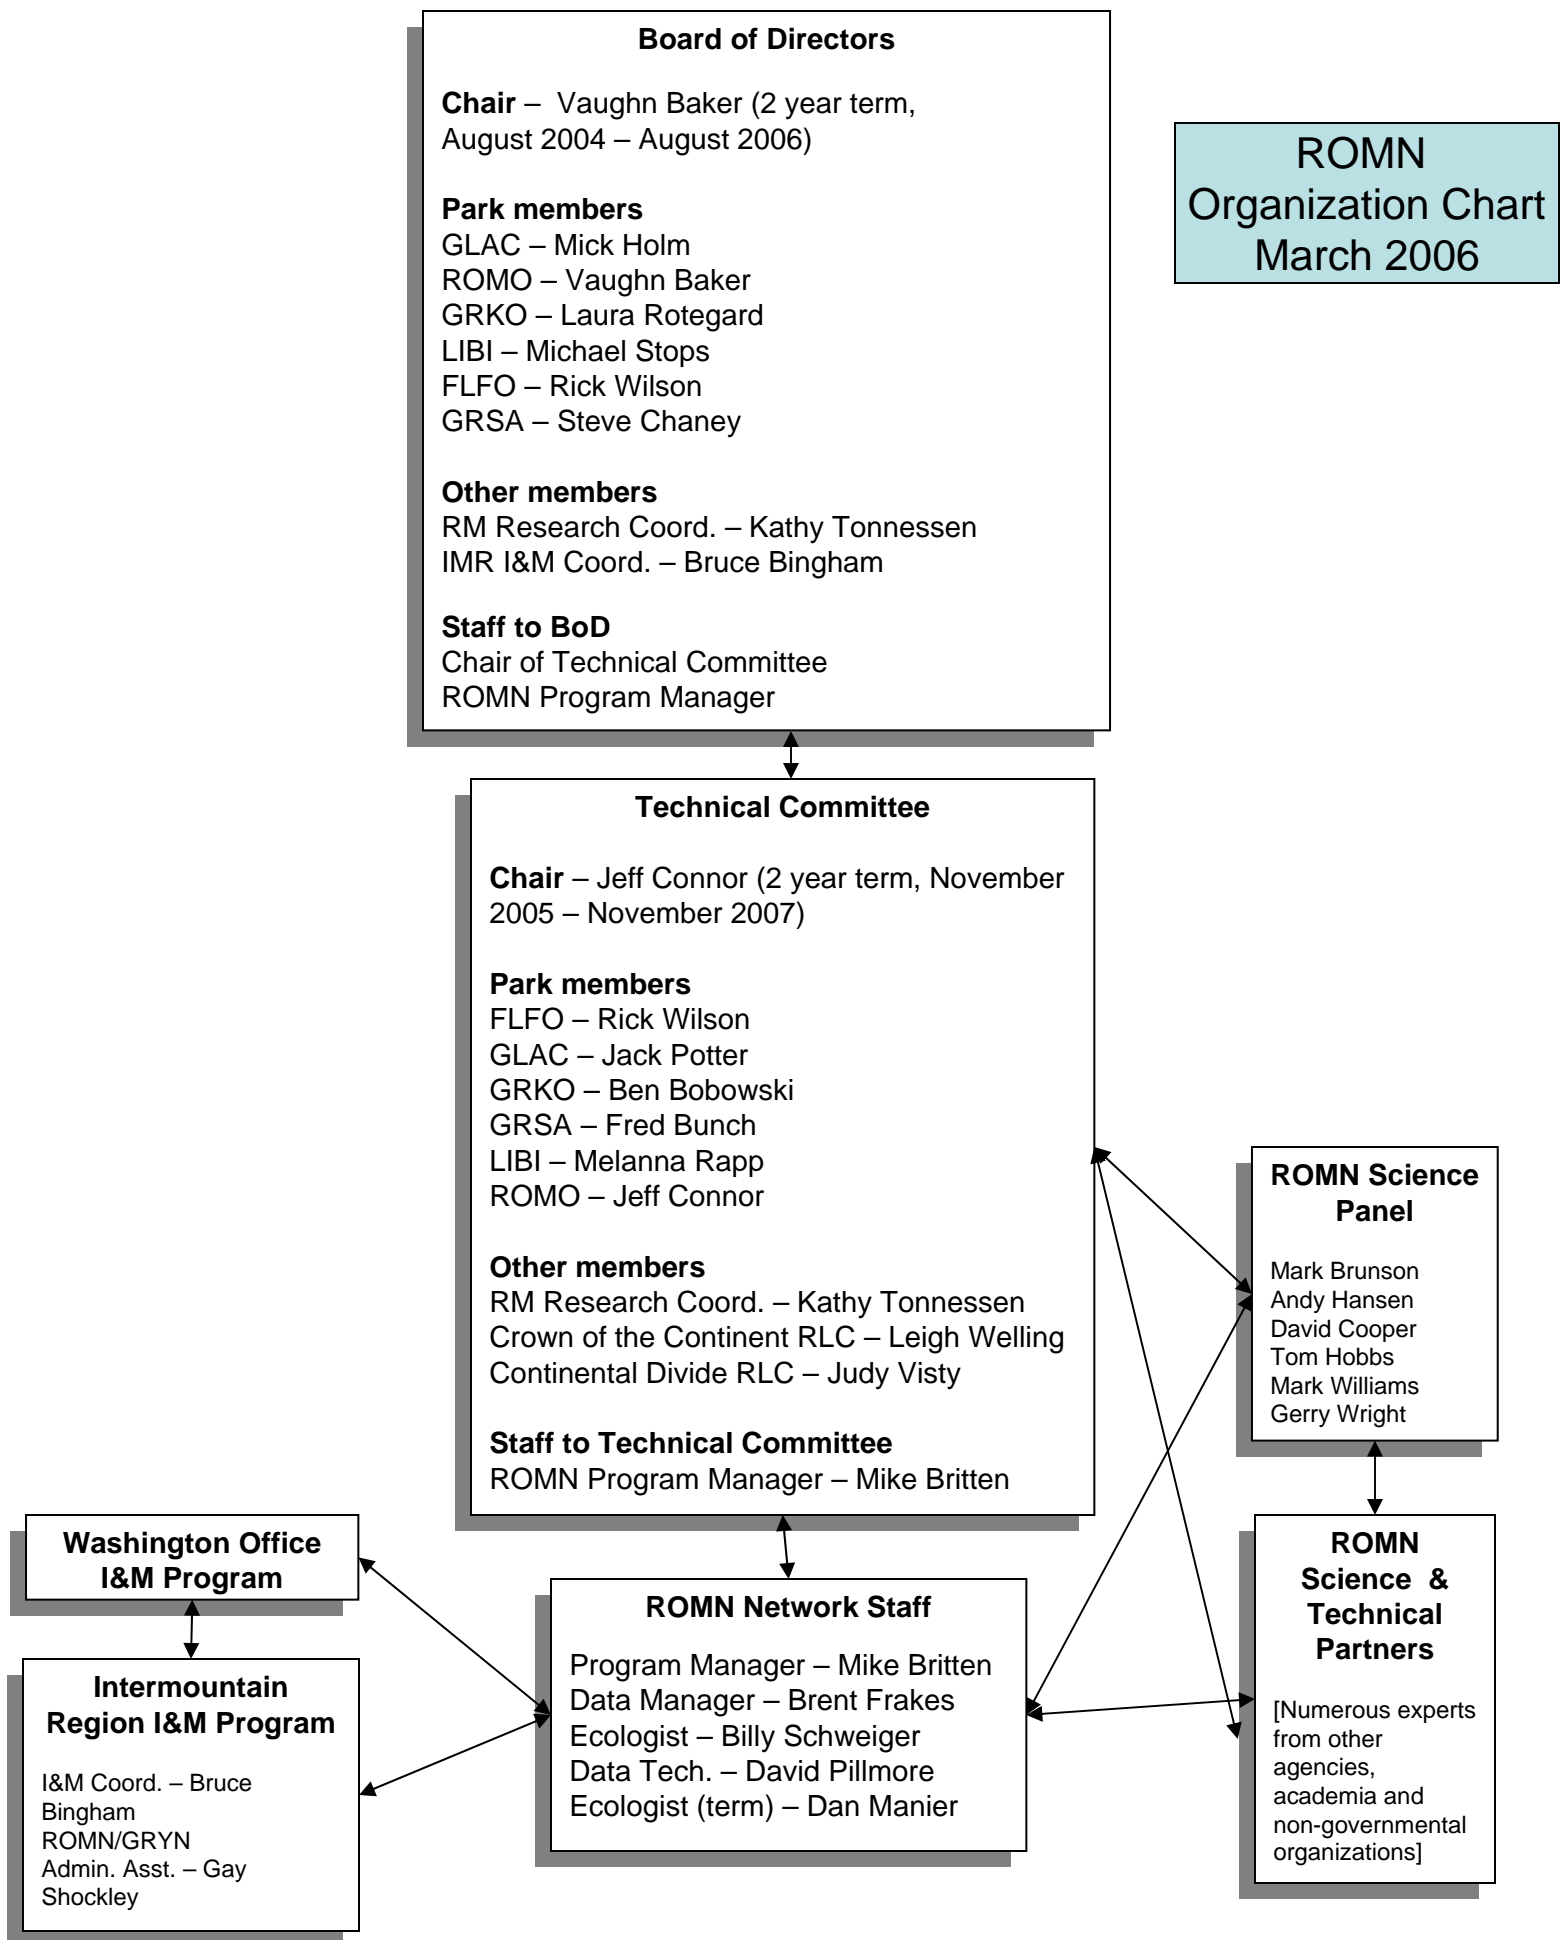 Board of Directors
Chair – Vaughn Baker (2 year term,
August 2004 – August 2006)
Park members
GLAC – Mick Holm
ROMO – Vaughn Baker
GRKO – Laura Rotegard
LIBI – Michael Stops
FLFO – Rick Wilson
GRSA – Steve Chaney
Other members
RM Research Coord. – Kathy Tonnessen
IMR I&M Coord. – Bruce Bingham
Staff to BoD
Chair of Technical Committee
ROMN Program Manager
ROMN
Organization Chart
March 2006
Technical Committee
Chair – Jeff Connor (2 year term, November
2005 – November 2007)
Park members
FLFO – Rick Wilson
GLAC – Jack Potter
GRKO – Ben Bobowski
GRSA – Fred Bunch
LIBI – Melanna Rapp
ROMO – Jeff Connor
Other members
RM Research Coord. – Kathy Tonnessen
Crown of the Continent RLC – Leigh Welling
Continental Divide RLC – Judy Visty
Staff to Technical Committee
ROMN Program Manager – Mike Britten
ROMN Science
Panel
Mark Brunson
Andy Hansen
David Cooper
Tom Hobbs
Mark Williams
Gerry Wright
Washington Office
I&M Program
Intermountain
Region I&M Program
I&M Coord. – Bruce
Bingham
ROMN/GRYN
Admin. Asst. – Gay
Shockley
ROMN Network Staff
Program Manager – Mike Britten
Data Manager – Brent Frakes
Ecologist – Billy Schweiger
Data Tech. – David Pillmore
Ecologist (term) – Dan Manier
ROMN
Science &
Technical
Partners
[Numerous experts
from other
agencies,
academia and
non-governmental
organizations]